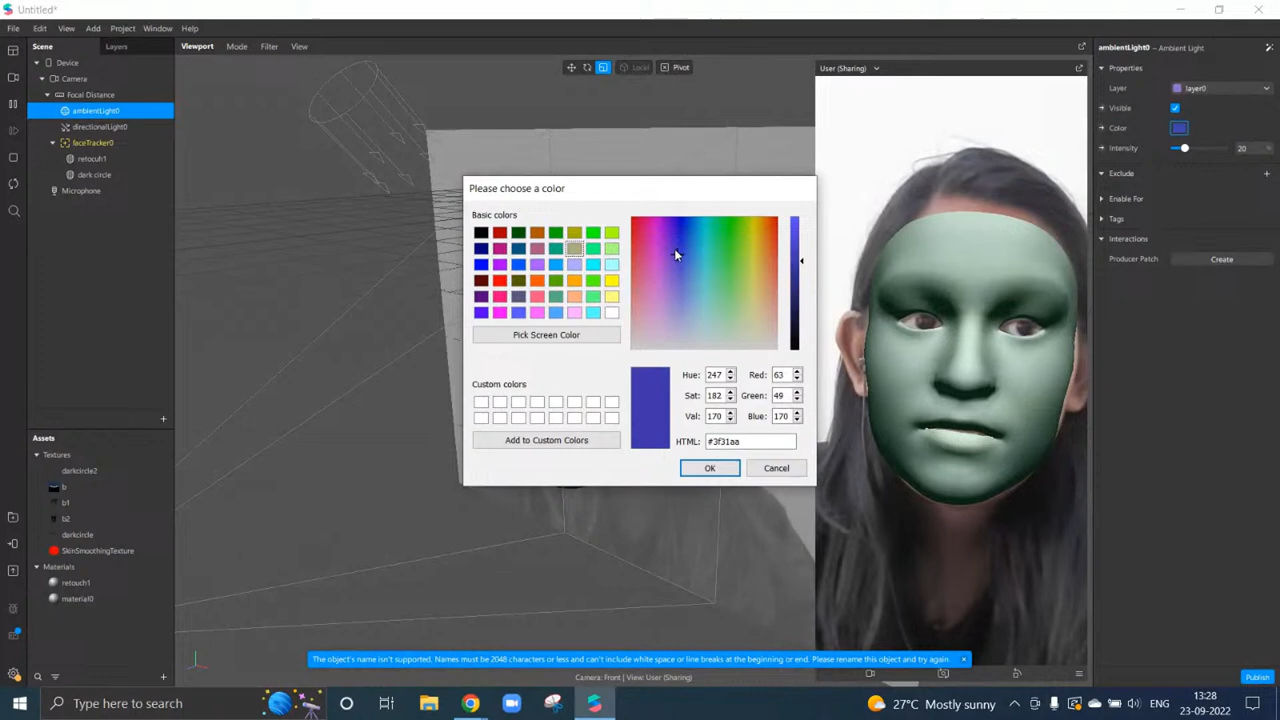 Untitled*
File Edit View Add Project Window Help
Scene Layers
Device
Camera
Focal Distance
ambientLight0
directionalLight0
faceTracker0
retocuh1
dark circle
Microphone
Assets
Textures
darkcircle2
b
b1
b2
darkcircle
SkinSmoothingTexture
Materials
retouch1
material0
Viewport Mode Filter View
Local Pivot
Please choose a color
Basic colors
Pick Screen Color
Custom colors
Add to Custom Colors
Hue: 247 Red: 63
Sat: 182 Green: 49
Val: 170 Blue: 170
HTML: #3f31aa
OK Cancel
User (Sharing)
The object's name isn't supported. Names must be 2048 characters or less and can't include white space or line breaks at the beginning or end. Please rename this object and try again
Camera: Front | View: User (Sharing)
ambientLight0 — Ambient Light
Properties
Layer layer0
Visible
Color
Intensity 20
Exclude
Enable For
Tags
Interactions
Producer Patch Create
Publish
Type here to search
27°C Mostly sunny
ENG
13:28
23-09-2022